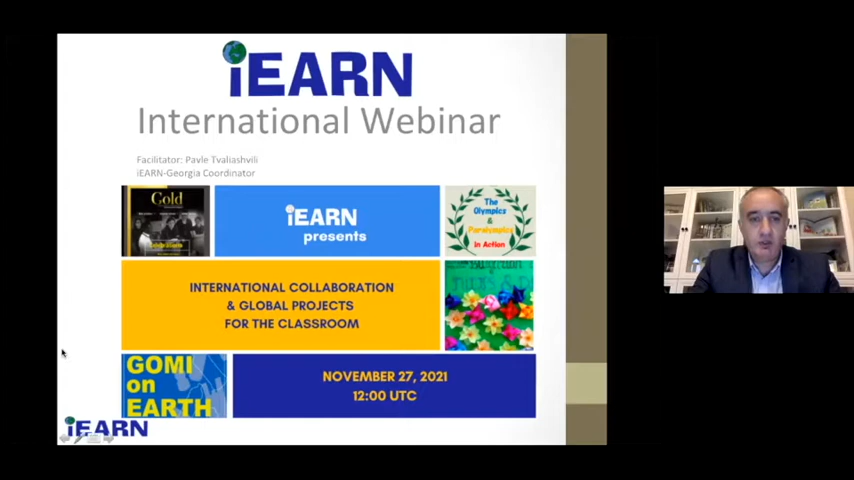 iEARN
International Webinar
Facilitator: Pavle Tvaliashvili
iEARN-Georgia Coordinator
Gold
Celebrations
iEARN
presents
The
Olympics
&
Paralympics
in Action
INTERNATIONAL COLLABORATION
& GLOBAL PROJECTS
FOR THE CLASSROOM
GOMI
on
EARTH
NOVEMBER 27, 2021
12:00 UTC
iEARN